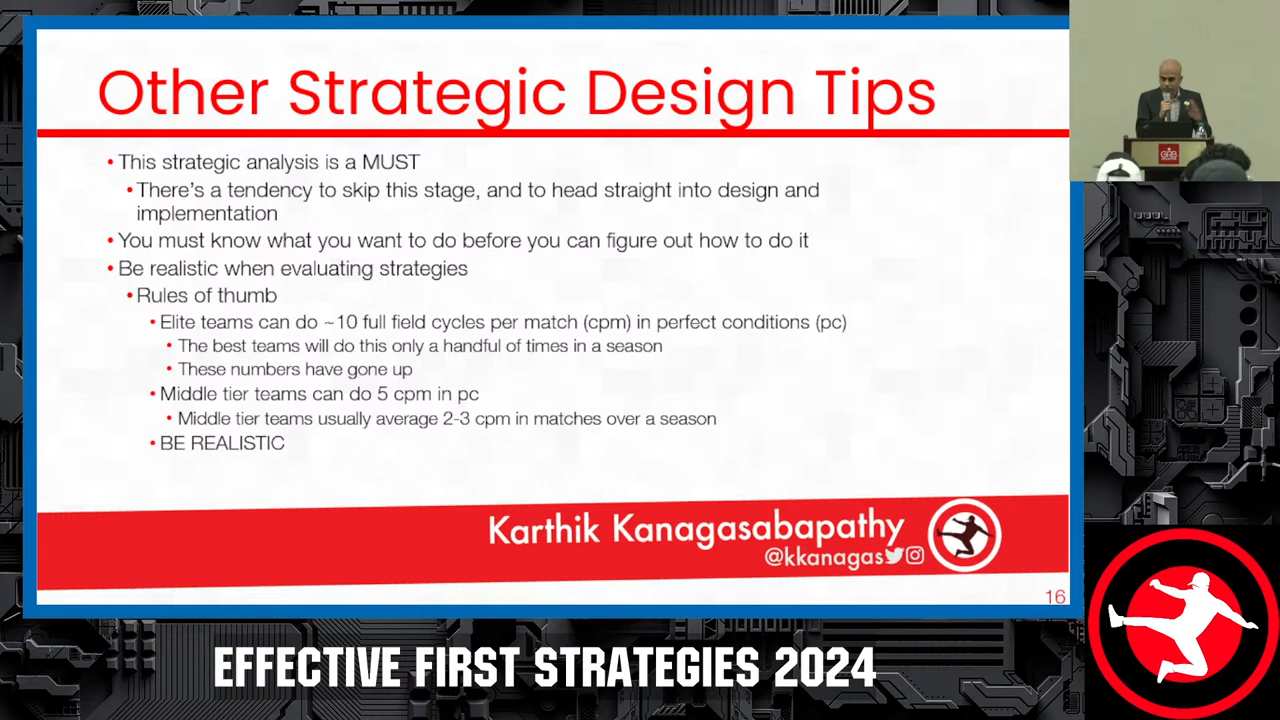 Other Strategic Design Tips
• This strategic analysis is a MUST
• There's a tendency to skip this stage, and to head straight into design and
implementation
• You must know what you want to do before you can figure out how to do it
• Be realistic when evaluating strategies
• Rules of thumb
• Elite teams can do ~10 full field cycles per match (cpm) in perfect conditions (pc)
• The best teams will do this only a handful of times in a season
• These numbers have gone up
• Middle tier teams can do 5 cpm in pc
• Middle tier teams usually average 2-3 cpm in matches over a season
• BE REALISTIC
Karthik Kanagasabapathy
@kkanagas
16
EFFECTIVE FIRST STRATEGIES 2024